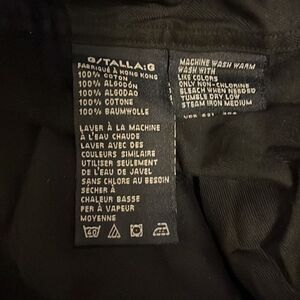 G/TALLA:G
FABRIQUÉ À HONG KONG
100% COTON
100% ALGODÓN
100% ALGODAO
100% COTONE
100% BAUMWOLLE
LAVER À LA MACHINE
À L'EAU CHAUDE
LAVER AVEC DES
COULEURS SIMILAIRE
UTILISER SEULEMENT
DE L'EAU DE JAVEL
SANS CHLORE AU BESOIN
SÉCHER À
CHALEUR BASSE
FER À VAPEUR
MOYENNE
MACHINE WASH WARM
WASH WITH
LIKE COLORS
ONLY NON-CHLORINE
BLEACH WHEN NEEDED
TUMBLE DRY LOW
STEAM IRON MEDIUM